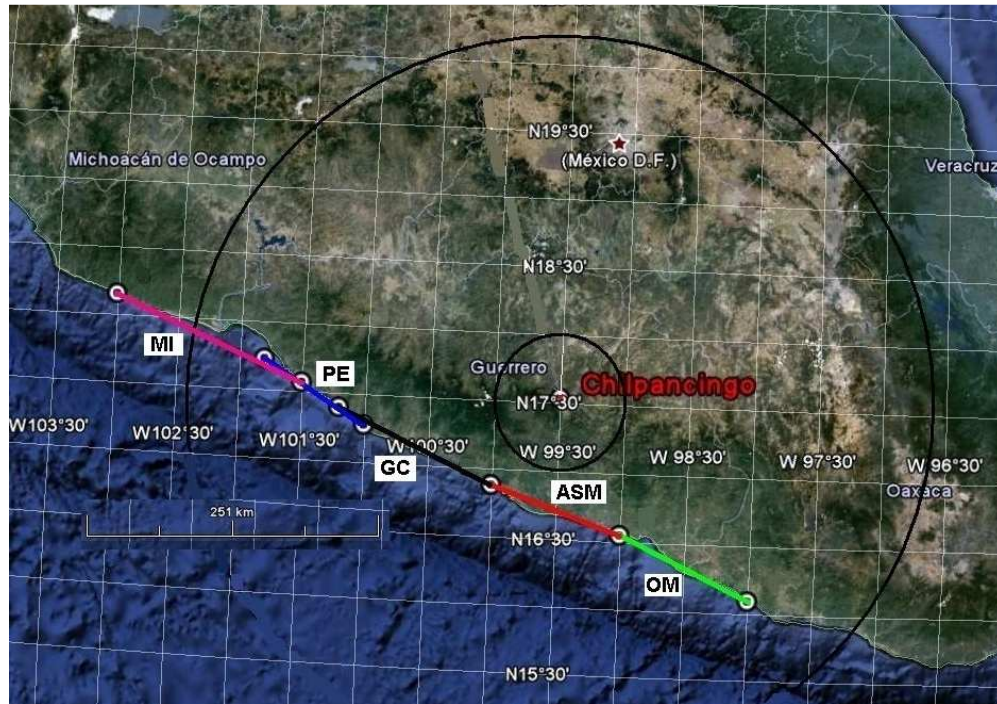 N19°30'
(México D.F.)
Michoacán de Ocampo
Veracruz
N18°30'
MI
PE
Guerrero
Chilpancingo
N17°30'
W103°30'
W102°30'
W101°30'
W100°30'
W 99°30'
W 98°30'
W 97°30'
W 96°30'
GC
ASM
Oaxaca
251 km
N16°30'
OM
N15°30'